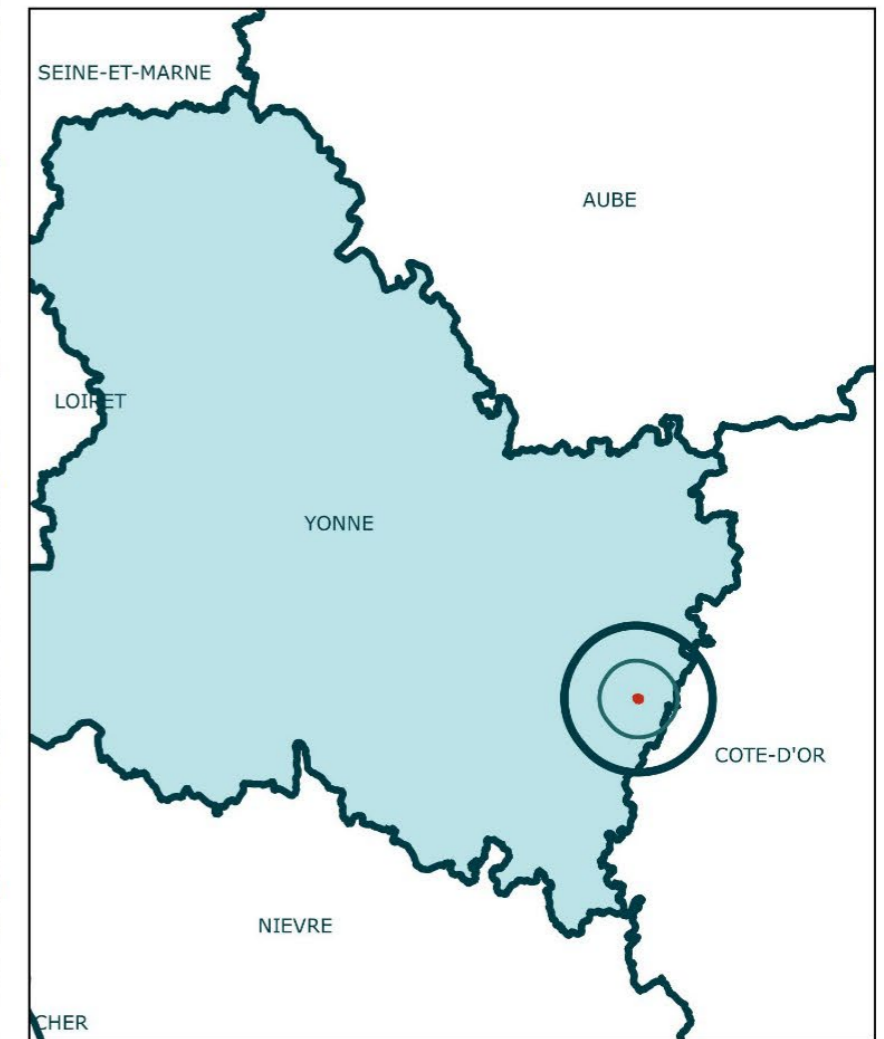 SEINE-ET-MARNE
AUBE
LOIRET
YONNE
COTE-D'OR
NIEVRE
CHER